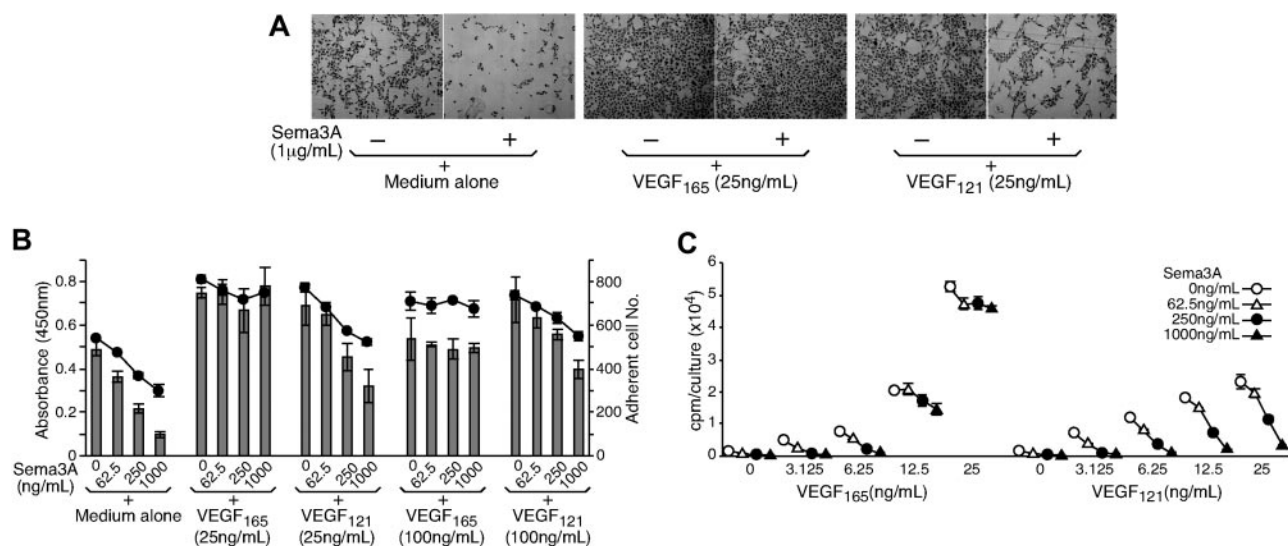 A
Sema3A
(1μg/mL)
− + − + − +
+ + +
Medium alone VEGF165 (25ng/mL) VEGF121 (25ng/mL)
B
Absorbance (450nm)
0.8
0.6
0.4
0.2
0
800
600
400
200
0
Adherent cell No.
Sema3A
(ng/mL)
0 62.5 250 1000 0 62.5 250 1000 0 62.5 250 1000 0 62.5 250 1000 0 62.5 250 1000
+ + + + +
Medium alone VEGF165 (25ng/mL) VEGF121 (25ng/mL) VEGF165 (100ng/mL) VEGF121 (100ng/mL)
C
cpm/culture (x10⁴)
6
5
4
3
2
1
0
Sema3A
0ng/mL
62.5ng/mL
250ng/mL
1000ng/mL
0 3.125 6.25 12.5 25 0 3.125 6.25 12.5 25
VEGF165(ng/mL) VEGF121(ng/mL)